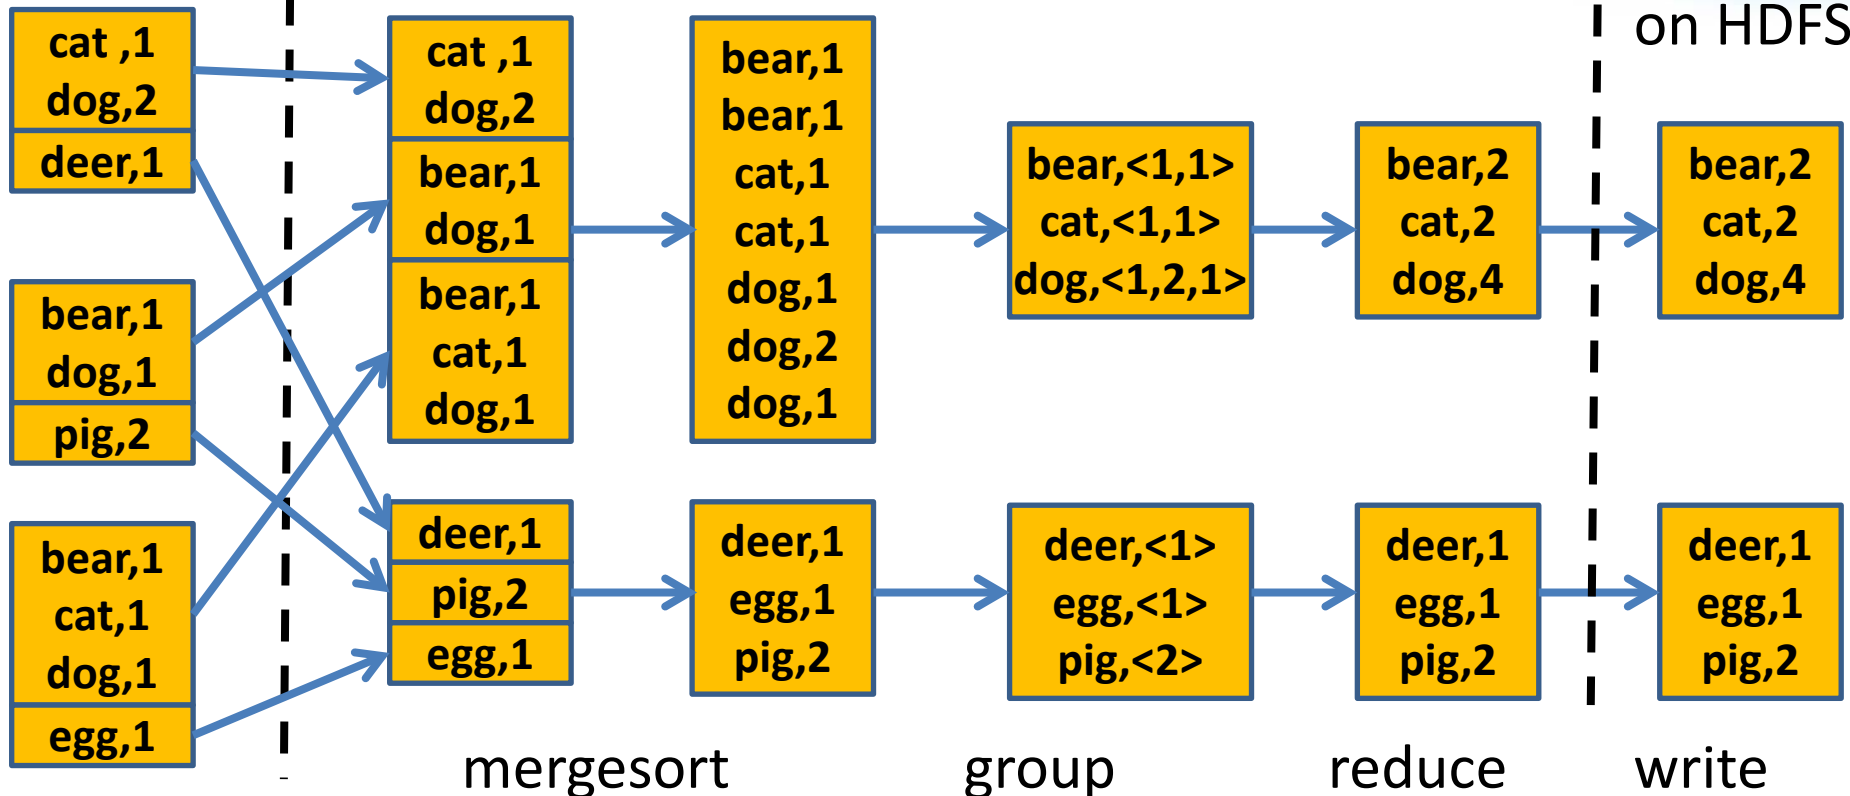 on HDFS
cat ,1
dog,2
deer,1
bear,1
dog,1
pig,2
bear,1
cat,1
dog,1
egg,1
cat ,1
dog,2
bear,1
dog,1
bear,1
cat,1
dog,1
deer,1
pig,2
egg,1
bear,1
bear,1
cat,1
cat,1
dog,1
dog,2
dog,1
deer,1
egg,1
pig,2
bear,<1,1>
cat,<1,1>
dog,<1,2,1>
deer,<1>
egg,<1>
pig,<2>
bear,2
cat,2
dog,4
deer,1
egg,1
pig,2
bear,2
cat,2
dog,4
deer,1
egg,1
pig,2
mergesort
group
reduce
write